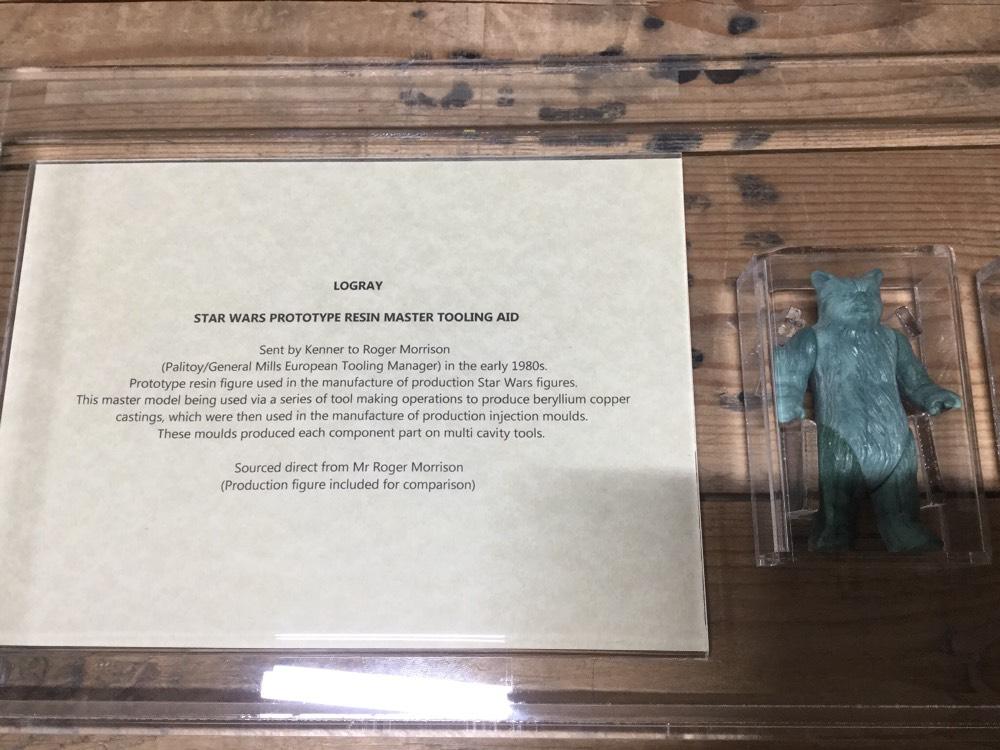 LOGRAY
STAR WARS PROTOTYPE RESIN MASTER TOOLING AID
Sent by Kenner to Roger Morrison
(Palitoy/General Mills European Tooling Manager) in the early 1980s.
Prototype resin figure used in the manufacture of production Star Wars figures.
This master model being used via a series of tool making operations to produce beryllium copper
castings, which were then used in the manufacture of production injection moulds.
These moulds produced each component part on multi cavity tools.
Sourced direct from Mr Roger Morrison
(Production figure included for comparison)